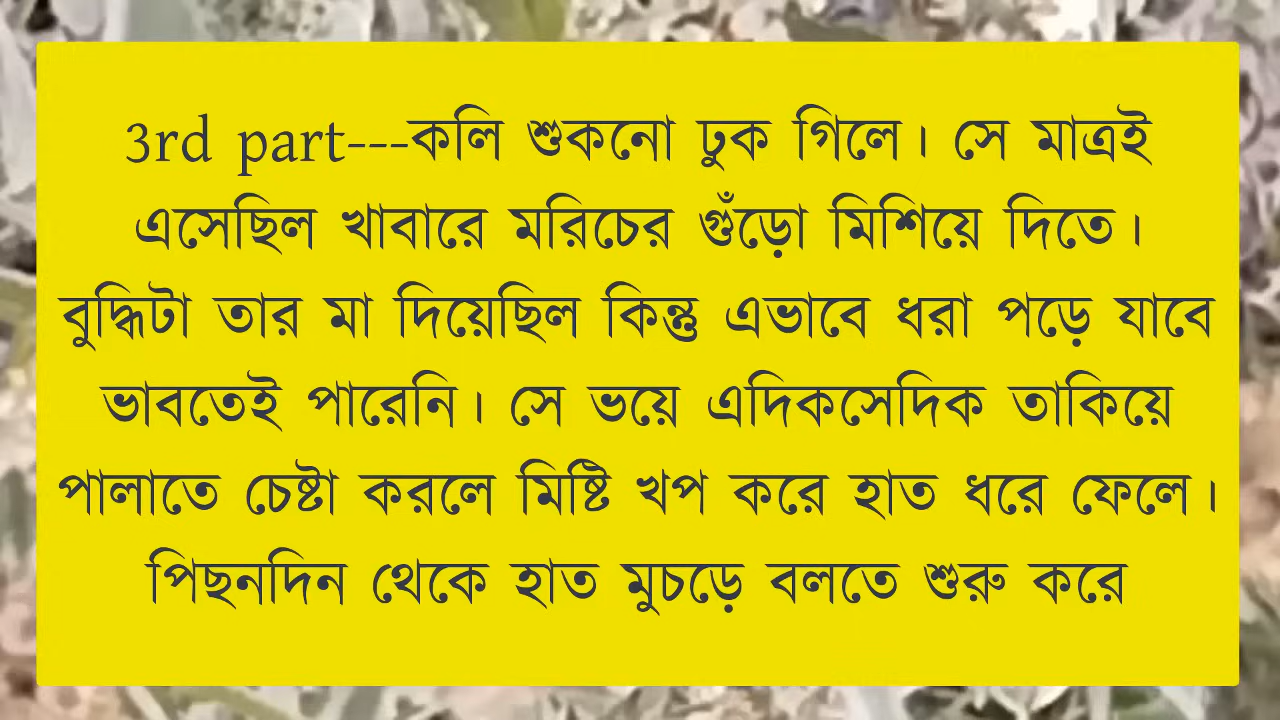 3rd part---কলি শুকনো ঢুক গিলে। সে মাত্রই
এসেছিল খাবারে মরিচের গুঁড়ো মিশিয়ে দিতে।
বুদ্ধিটা তার মা দিয়েছিল কিন্তু এভাবে ধরা পড়ে যাবে
ভাবতেই পারেনি। সে ভয়ে এদিকসেদিক তাকিয়ে
পালাতে চেষ্টা করলে মিষ্টি খপ করে হাত ধরে ফেলে।
পিছনদিন থেকে হাত মুচড়ে বলতে শুরু করে